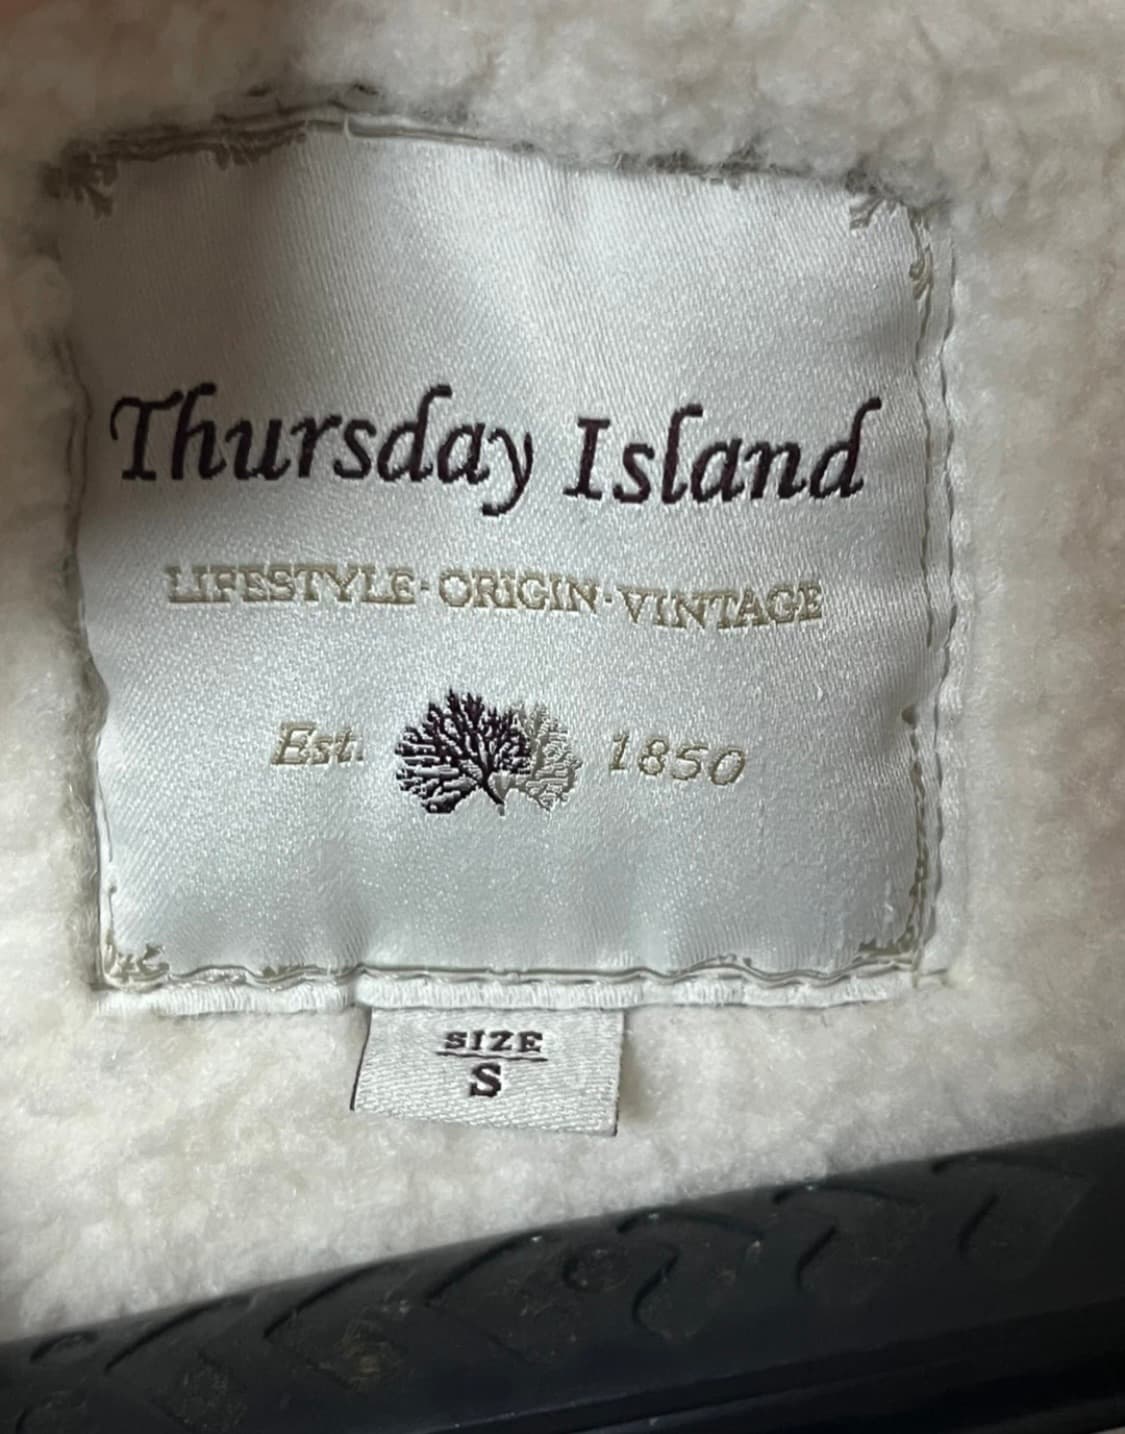 Thursday Island
LIFESTYLE·ORIGIN·VINTAGE
Est. 1850
SIZE
S